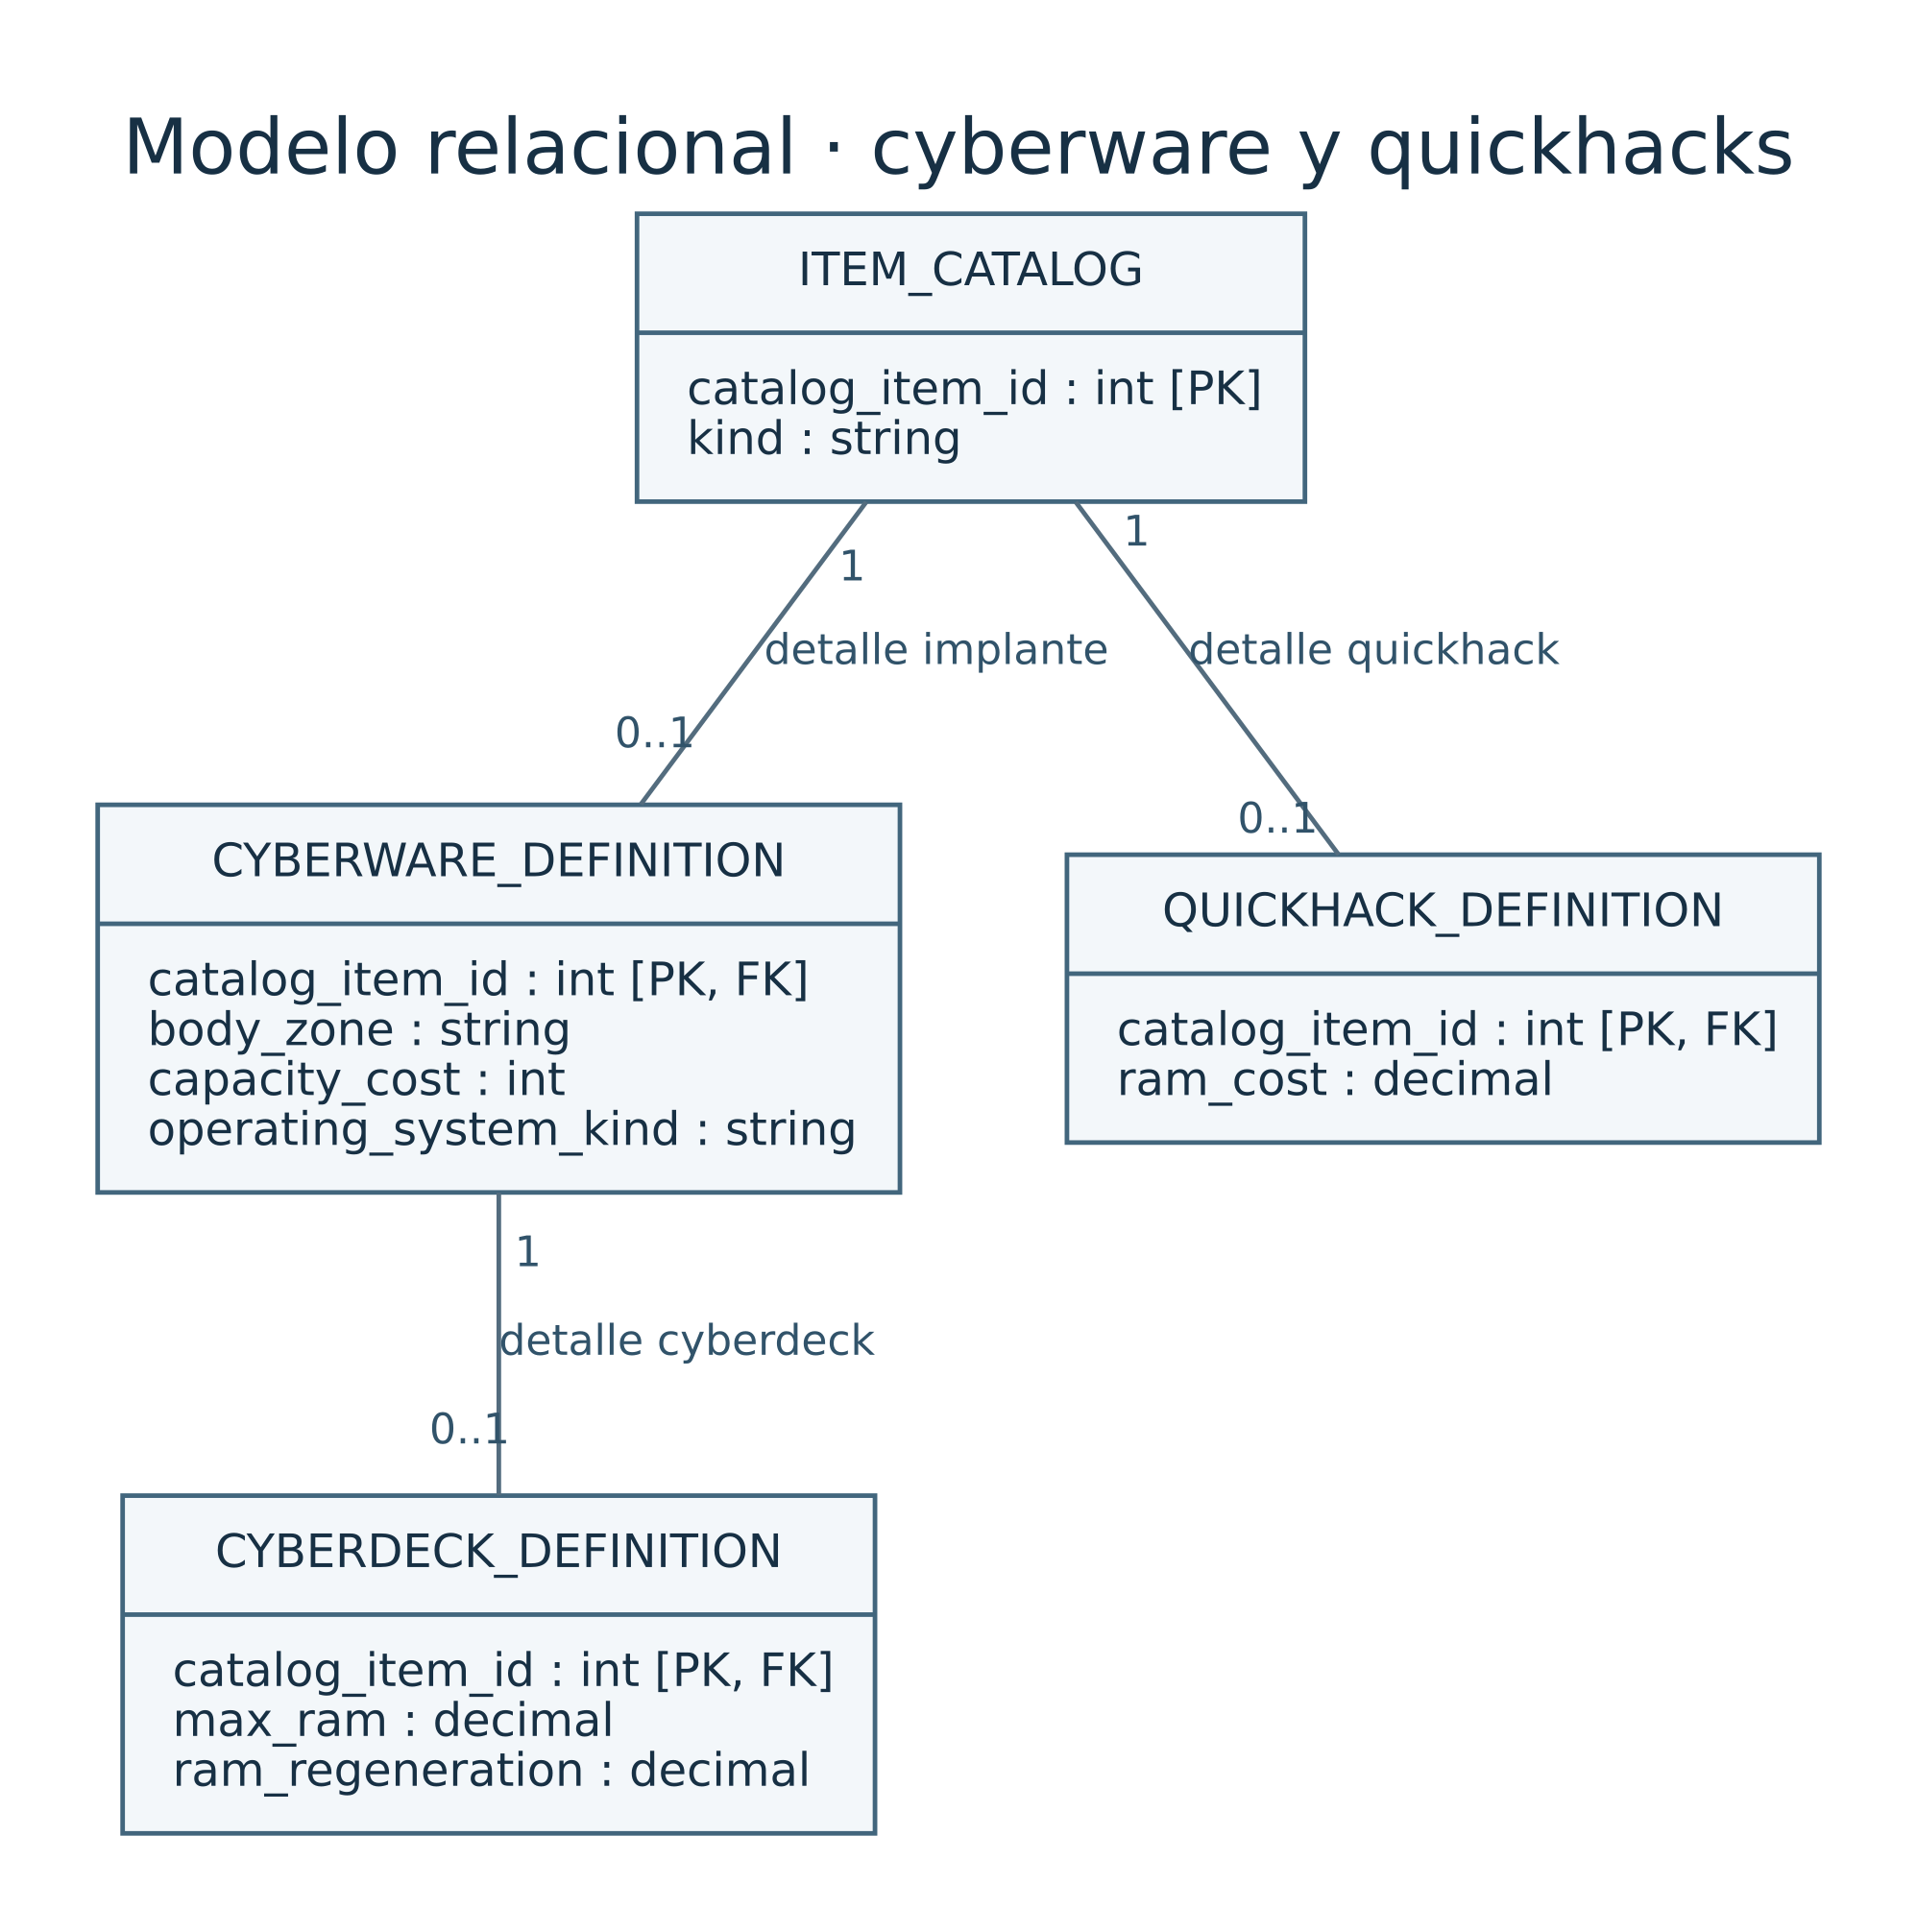 Modelo relacional · cyberware y quickhacks
ITEM_CATALOG
catalog_item_id : int [PK]
kind : string
1
1
detalle implante
detalle quickhack
0..1
0..1
CYBERWARE_DEFINITION
catalog_item_id : int [PK, FK]
body_zone : string
capacity_cost : int
operating_system_kind : string
QUICKHACK_DEFINITION
catalog_item_id : int [PK, FK]
ram_cost : decimal
1
detalle cyberdeck
0..1
CYBERDECK_DEFINITION
catalog_item_id : int [PK, FK]
max_ram : decimal
ram_regeneration : decimal